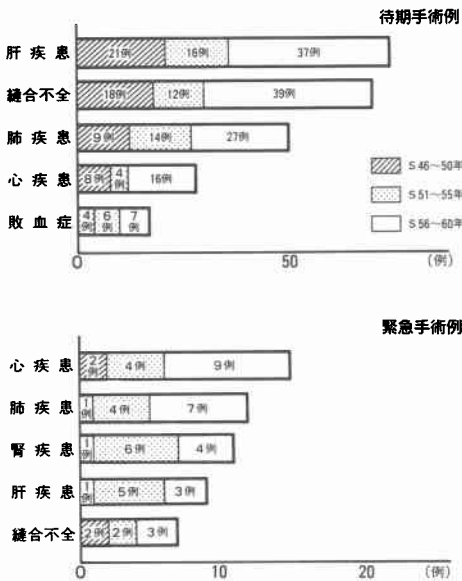 待期手術例
肝疾患 21例 16例 37例
縫合不全 18例 12例 39例
肺疾患 9例 14例 27例
心疾患 8例 4例 16例
敗血症 4例 6例 7例
S46〜50年
S51〜55年
S56〜60年
0 50 (例)
緊急手術例
心疾患 2例 4例 9例
肺疾患 1例 4例 7例
腎疾患 1例 6例 4例
肝疾患 1例 5例 3例
縫合不全 2例 2例 3例
0 10 20 (例)